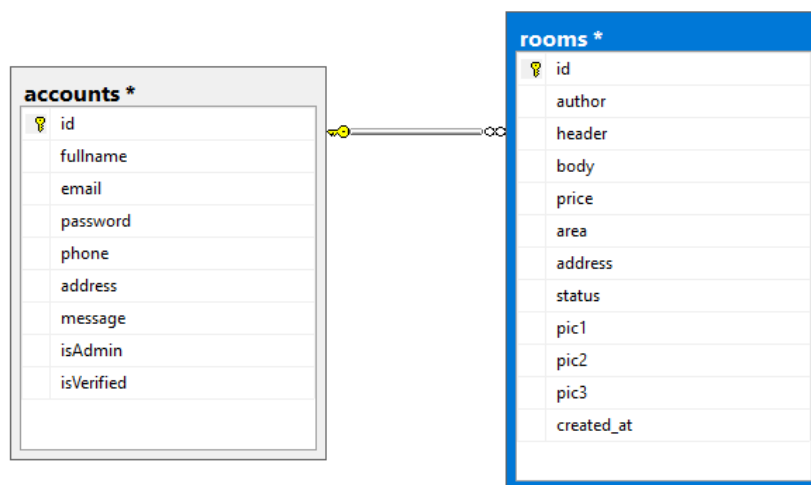 accounts *
id
fullname
email
password
phone
address
message
isAdmin
isVerified
rooms *
id
author
header
body
price
area
address
status
pic1
pic2
pic3
created_at